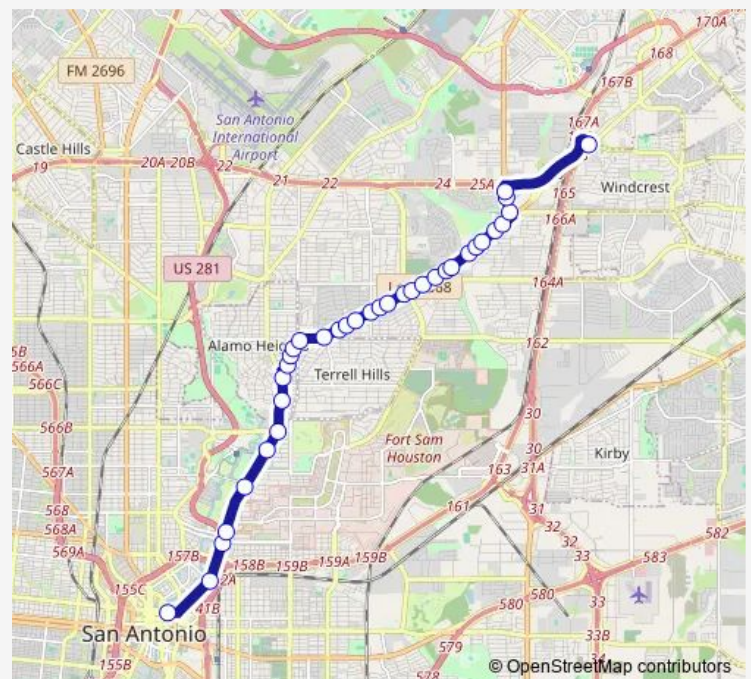 170A
168
FM 2696
167B
San Antonio
International
Airport
167A
Castle Hills
19
20A 20B
22
21
22
24
25A
165
Windcrest
166A
US 281
164A
Alamo Hei
162
5B
566A
566C
Terrell Hills
30
566B
Fort Sam
Houston
30
Kirby
567A
163
31A
568
161
31
582
568A
32
569A
157B
32
158B
159A
159B
33
583
159B
155C
2A
580
41B
580
33
San Antonio
33B
578
155B
579
© OpenStreetMap contributors